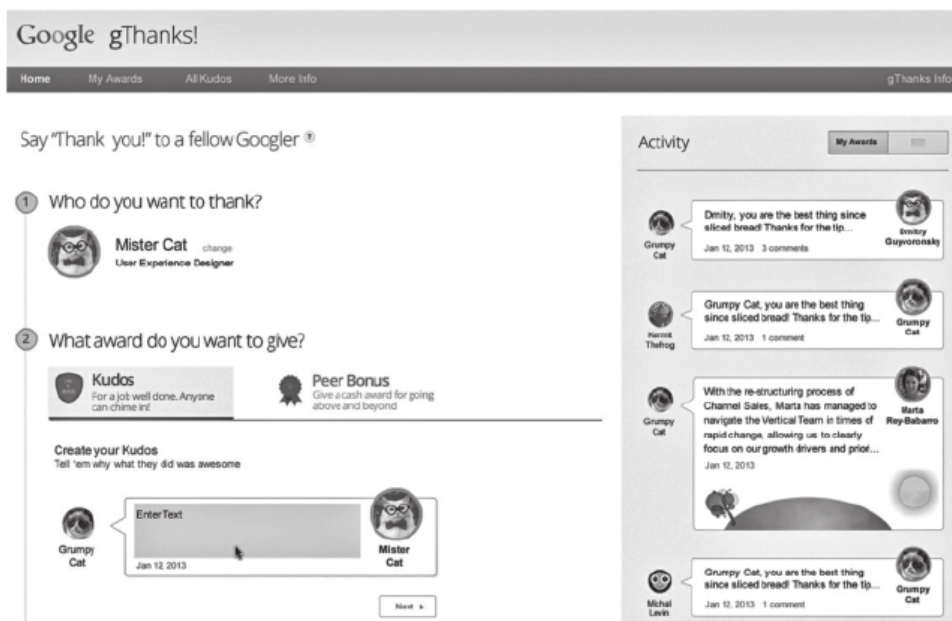 Google gThanks!
Home My Awards All Kudos More Info gThanks Info
Say "Thank you!" to a fellow Googler ?
1 Who do you want to thank?
Mister Cat change
User Experience Designer
2 What award do you want to give?
Kudos
For a job well done. Anyone
can chime in!
Peer Bonus
Give a cash award for going
above and beyond
Create your Kudos
Tell 'em why what they did was awesome
Grumpy
Cat
Enter Text
Jan 12, 2013
Mister
Cat
Next
Activity
My Awards
Grumpy
Cat
Dmitry, you are the best thing since
sliced bread! Thanks for the tip...
Jan 12, 2013 3 comments
Dmitry
Guyvoronsky
Kermit
Thefrog
Grumpy Cat, you are the best thing
since sliced bread! Thanks for the tip...
Jan 12, 2013 1 comment
Grumpy
Cat
Grumpy
Cat
With the re-structuring process of
Channel Sales, Marta has managed to
navigate the Vertical Team in times of
rapid change, allowing us to clearly
focus on our growth drivers and prior...
Jan 12, 2013
Marta
Rey-Babarro
Michal
Levin
Grumpy Cat, you are the best thing
since sliced bread! Thanks for the tip...
Jan 12, 2013 1 comment
Grumpy
Cat